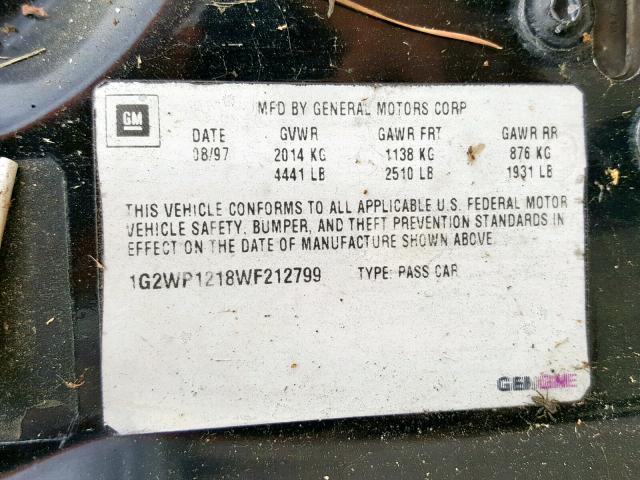 GM
MFD BY GENERAL MOTORS CORP
DATE GVWR GAWR FRT GAWR RR
08/97 2014 KG 1138 KG 876 KG
4441 LB 2510 LB 1931 LB
THIS VEHICLE CONFORMS TO ALL APPLICABLE U.S. FEDERAL MOTOR
VEHICLE SAFETY, BUMPER, AND THEFT PREVENTION STANDARDS IN
EFFECT ON THE DATE OF MANUFACTURE SHOWN ABOVE.
1G2WP1218WF212799 TYPE: PASS CAR